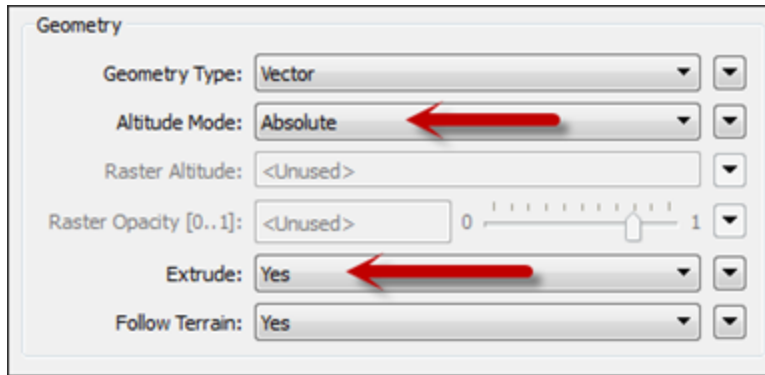 Geometry
Geometry Type: Vector
Altitude Mode: Absolute
Raster Altitude: <Unused>
Raster Opacity [0..1]: <Unused> 0 1
Extrude: Yes
Follow Terrain: Yes